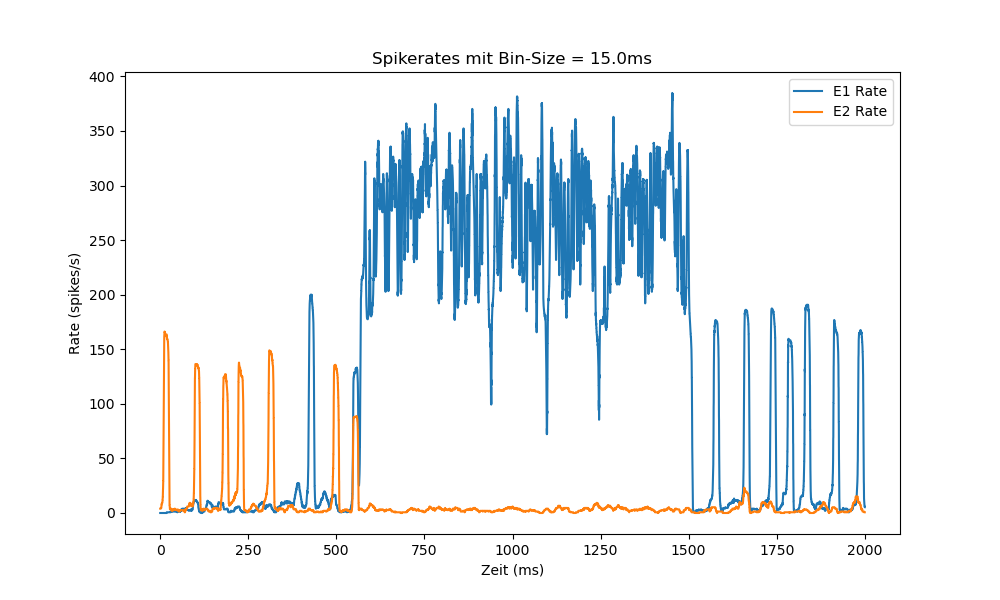 Spikerates mit Bin-Size = 15.0ms
400
350
300
250
200
150
100
50
0
Rate (spikes/s)
E1 Rate
E2 Rate
0 250 500 750 1000 1250 1500 1750 2000
Zeit (ms)